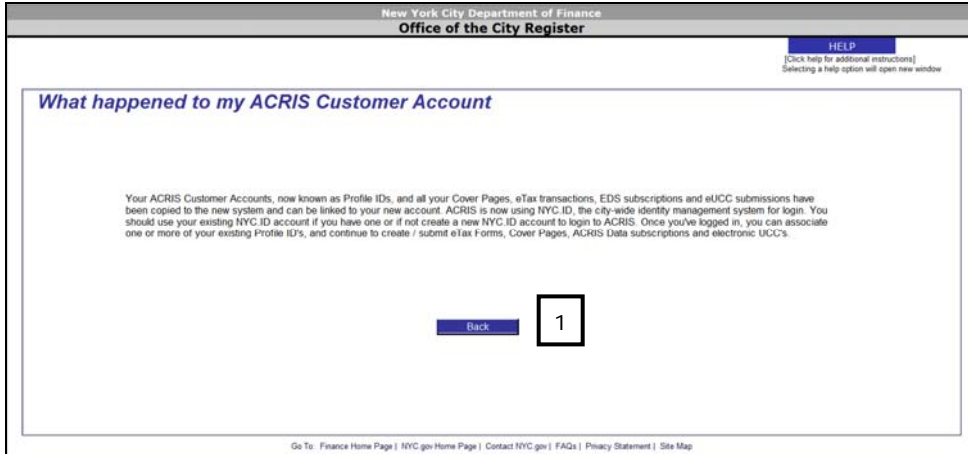 New York City Department of Finance
Office of the City Register
HELP
[Click help for additional instructions]
Selecting a help option will open new window
What happened to my ACRIS Customer Account
Your ACRIS Customer Accounts, now known as Profile IDs, and all your Cover Pages, eTax transactions, EDS subscriptions and eUCC submissions have
been copied to the new system and can be linked to your new account. ACRIS is now using NYC.ID, the city-wide identity management system for login. You
should use your existing NYC.ID account if you have one or if not create a new NYC.ID account to login to ACRIS. Once you've logged in, you can associate
one or more of your existing Profile ID's, and continue to create / submit eTax Forms, Cover Pages, ACRIS Data subscriptions and electronic UCC's.
Back
1
Go To: Finance Home Page | NYC.gov Home Page | Contact NYC.gov | FAQs | Privacy Statement | Site Map